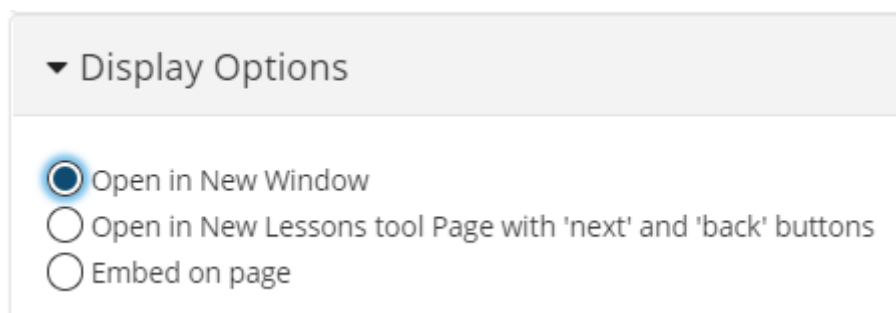 Display Options
Open in New Window
Open in New Lessons tool Page with 'next' and 'back' buttons
Embed on page